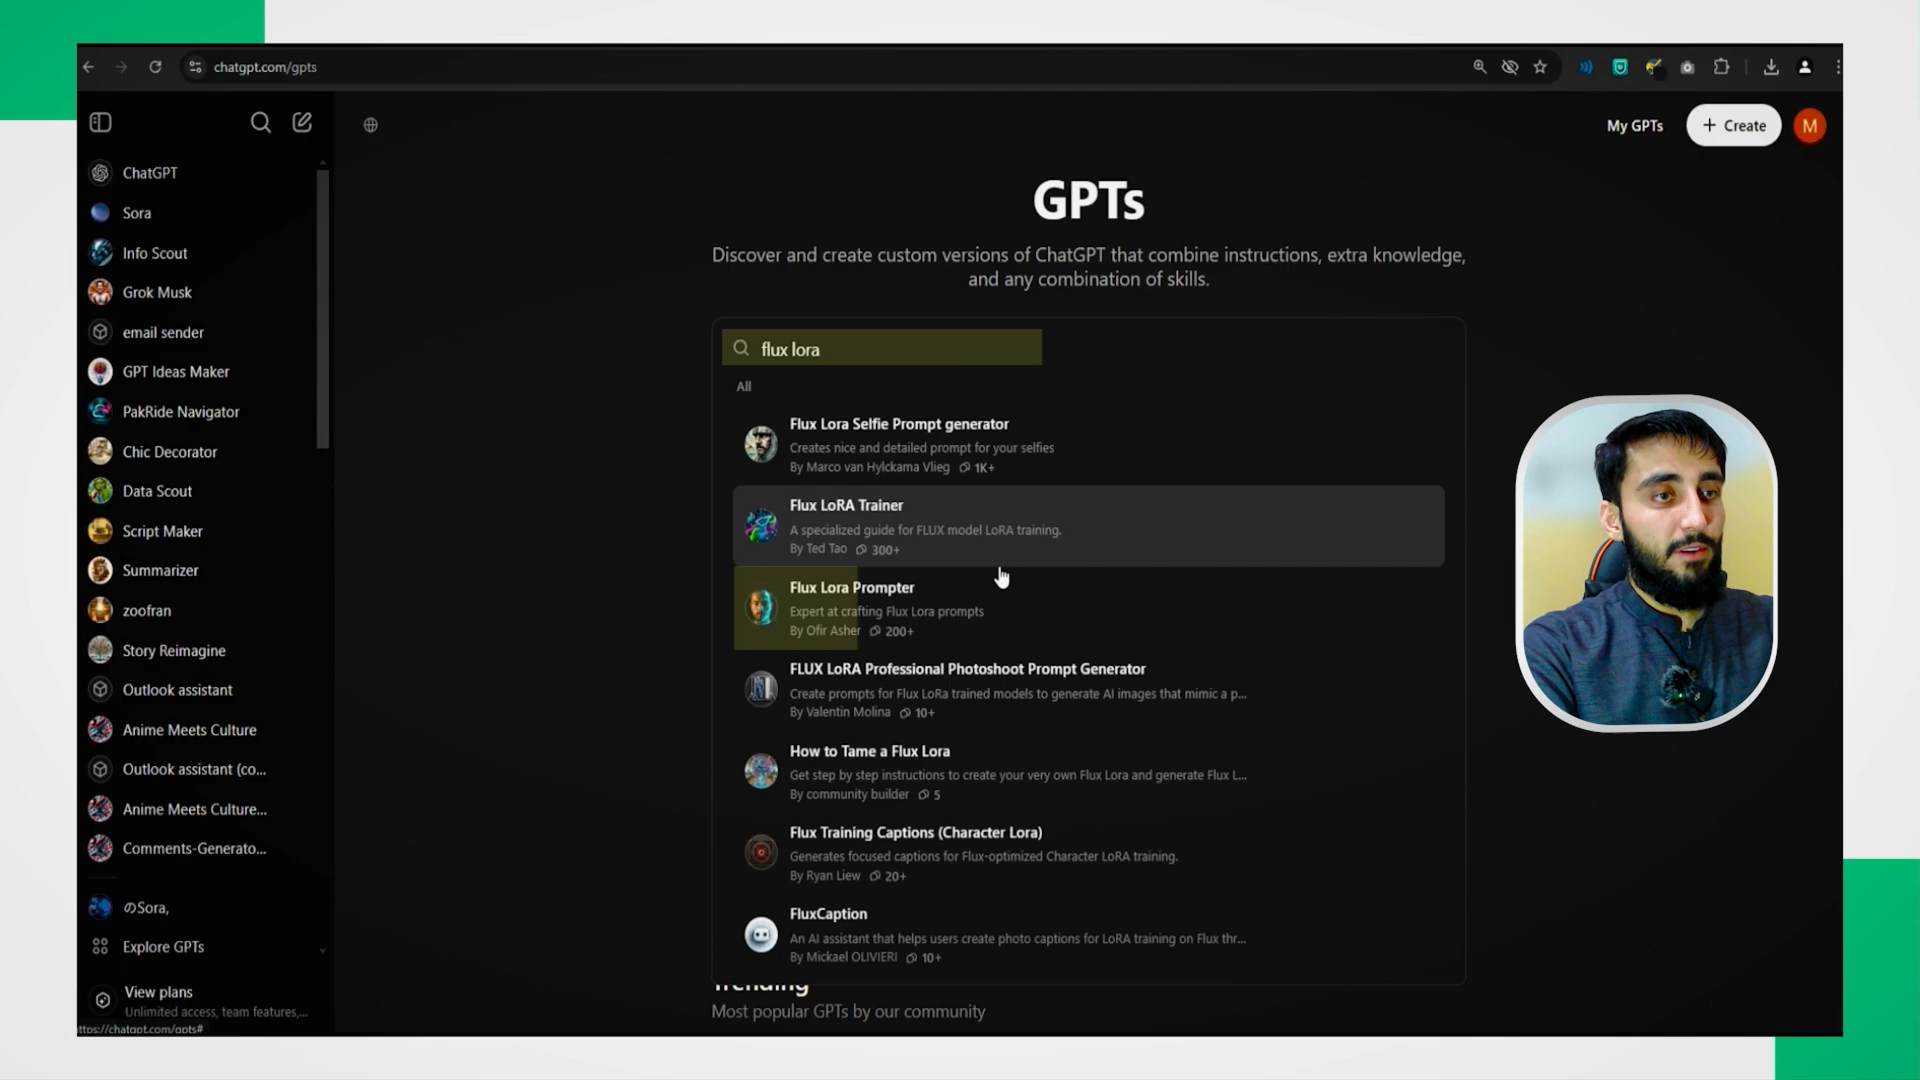 chatgpt.com/gpts
My GPTs
+ Create
M
ChatGPT
Sora
Info Scout
Grok Musk
email sender
GPT Ideas Maker
PakRide Navigator
Chic Decorator
Data Scout
Script Maker
Summarizer
zoofran
Story Reimagine
Outlook assistant
Anime Meets Culture
Outlook assistant (co...
Anime Meets Culture...
Comments-Generato...
のSora,
Explore GPTs
View plans
Unlimited access, team features,...
ttps://chatgpt.com/gpts#
GPTs
Discover and create custom versions of ChatGPT that combine instructions, extra knowledge,
and any combination of skills.
flux lora
All
Flux Lora Selfie Prompt generator
Creates nice and detailed prompt for your selfies
By Marco van Hylckama Vlieg 1K+
Flux LoRA Trainer
A specialized guide for FLUX model LoRA training.
By Ted Tao 300+
Flux Lora Prompter
Expert at crafting Flux Lora prompts
By Ofir Asher 200+
FLUX LoRA Professional Photoshoot Prompt Generator
Create prompts for Flux LoRa trained models to generate AI images that mimic a p...
By Valentin Molina 10+
How to Tame a Flux Lora
Get step by step instructions to create your very own Flux Lora and generate Flux L...
By community builder 5
Flux Training Captions (Character Lora)
Generates focused captions for Flux-optimized Character LoRA training.
By Ryan Liew 20+
FluxCaption
An AI assistant that helps users create photo captions for LoRA training on Flux thr...
By Mickael OLIVIERI 10+
Trending
Most popular GPTs by our community